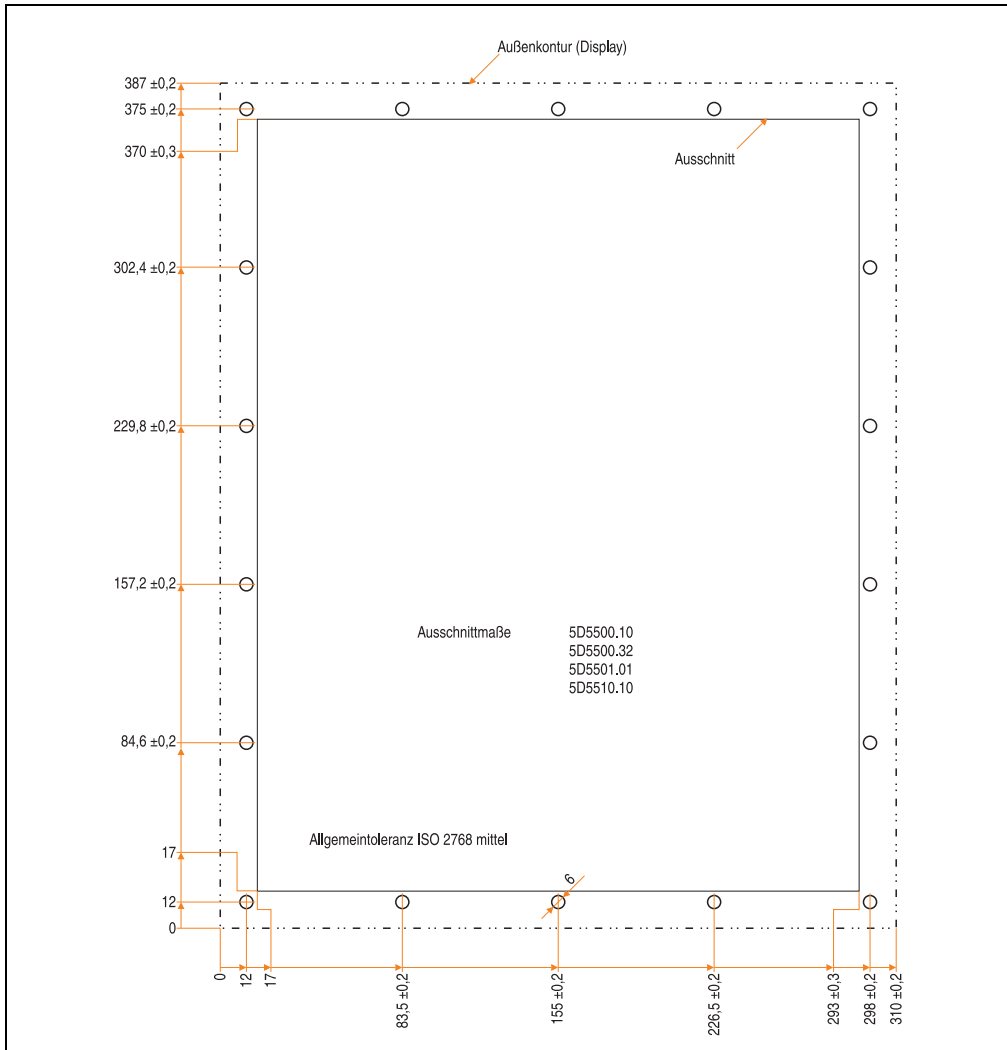 Außenkontur (Display)
387 ±0,2
375 ±0,2
370 ±0,3
Ausschnitt
302,4 ±0,2
229,8 ±0,2
157,2 ±0,2
Ausschnittmaße
5D5500.10
5D5500.32
5D5501.01
5D5510.10
84,6 ±0,2
Allgemeintoleranz ISO 2768 mittel
17
6
12
0
0
12
17
83,5 ±0,2
155 ±0,2
226,5 ±0,2
293 ±0,3
298 ±0,2
310 ±0,2